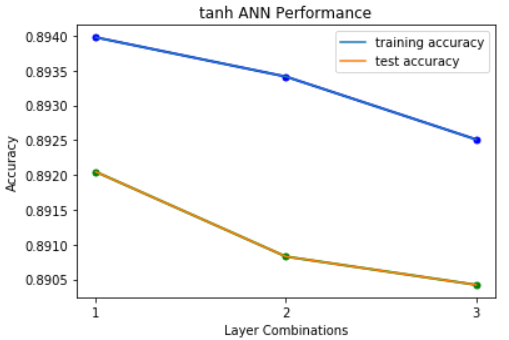 tanh ANN Performance
training accuracy
test accuracy
Accuracy
0.8940
0.8935
0.8930
0.8925
0.8920
0.8915
0.8910
0.8905
1 2 3
Layer Combinations